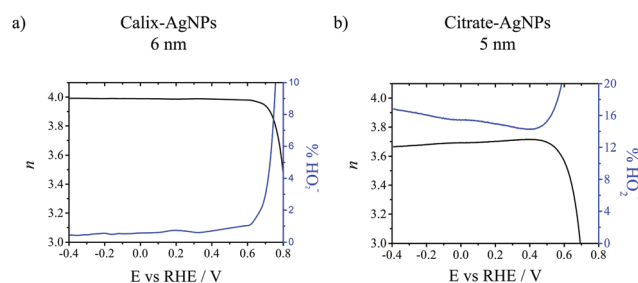 a) Calix-AgNPs
6 nm
4.0
3.8
3.6
3.4
3.2
3.0
n
10
8
6
4
2
0
% HO₂⁻
-0.4 -0.2 0.0 0.2 0.4 0.6 0.8
E vs RHE / V
b) Citrate-AgNPs
5 nm
4.0
3.8
3.6
3.4
3.2
3.0
n
20
16
12
8
4
0
% HO₂
-0.4 -0.2 0.0 0.2 0.4 0.6 0.8
E vs RHE / V